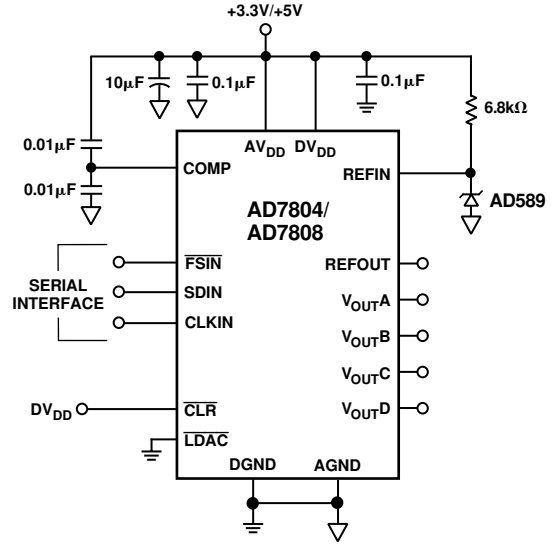 +3.3V/+5V
10μF
0.1μF
0.1μF
6.8kΩ
0.01μF
0.01μF
AVDD DVDD
COMP
REFIN
AD7804/
AD7808
AD589
FSIN
REFOUT
SERIAL
INTERFACE
SDIN
VOUTA
CLKIN
VOUTB
VOUTC
DVDD
CLR
VOUTD
LDAC
DGND
AGND